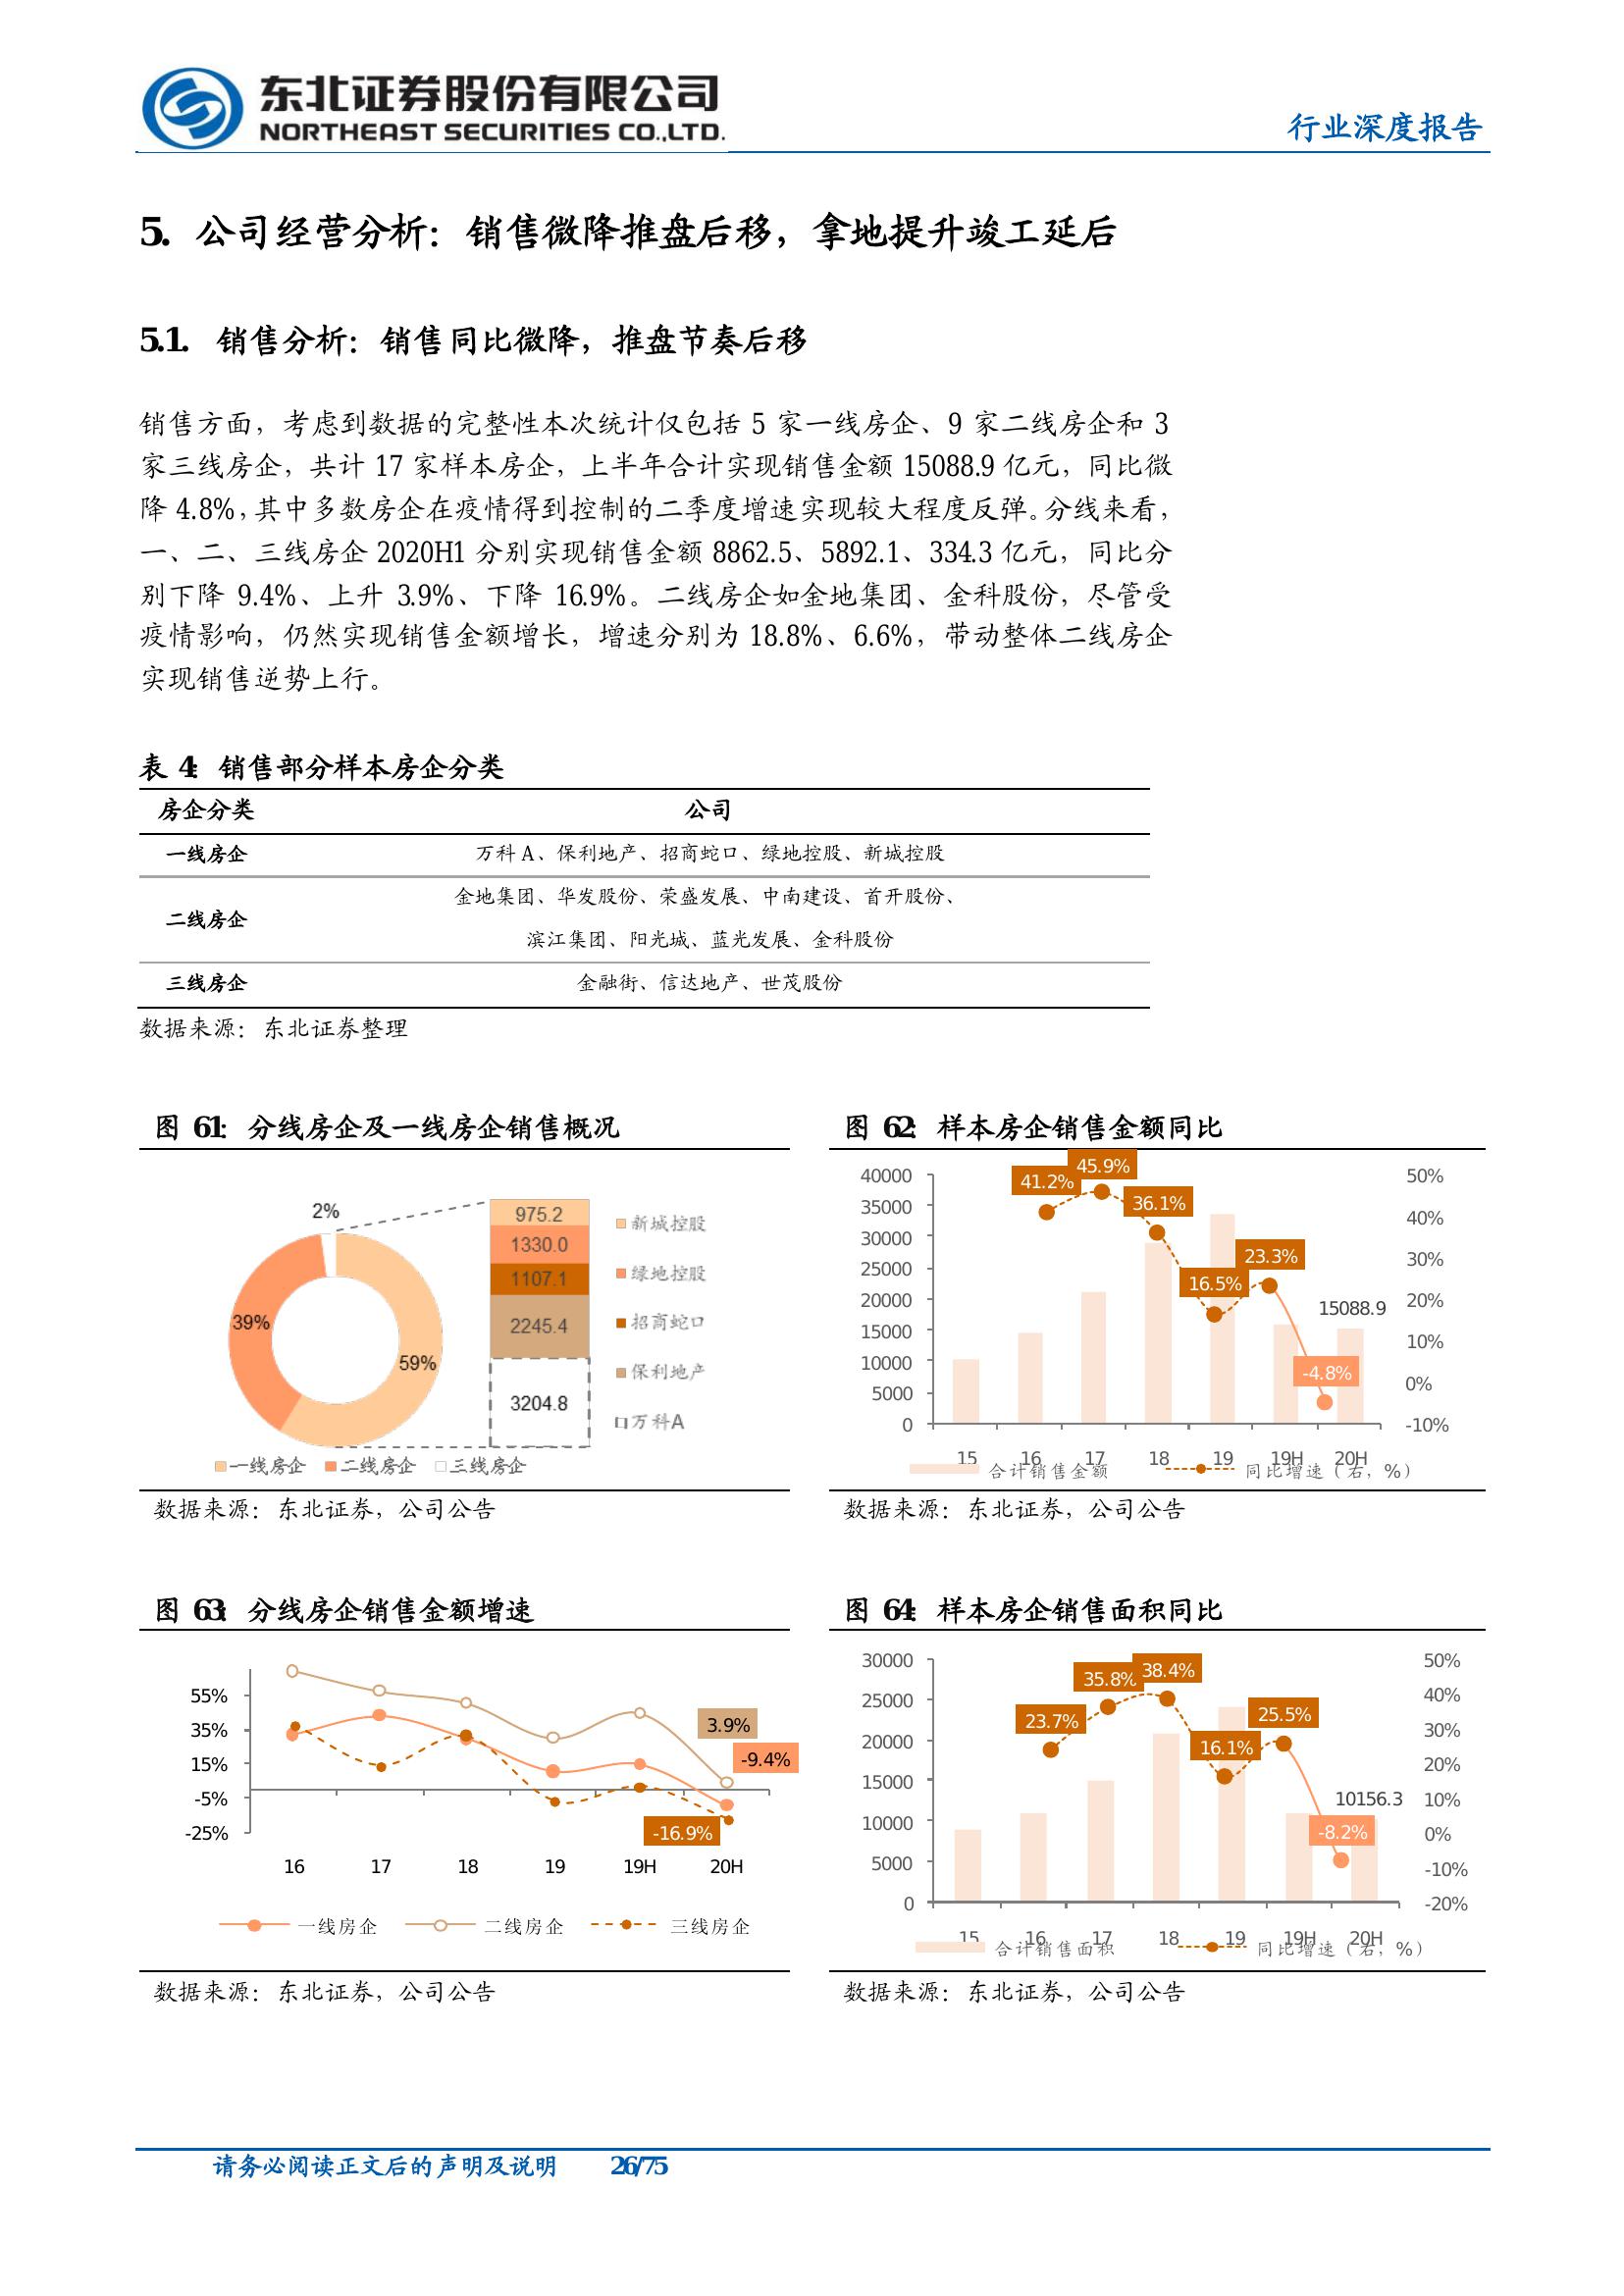 东北证券股份有限公司
NORTHEAST SECURITIES CO.,LTD.
行业深度报告
5. 公司经营分析：销售微降推盘后移，拿地提升竣工延后
5.1. 销售分析：销售同比微降，推盘节奏后移
销售方面，考虑到数据的完整性本次统计仅包括 5 家一线房企、9 家二线房企和 3
家三线房企，共计 17 家样本房企，上半年合计实现销售金额 15088.9 亿元，同比微
降 4.8%，其中多数房企在疫情得到控制的二季度增速实现较大程度反弹。分线来看，
一、二、三线房企 2020H1 分别实现销售金额 8862.5、5892.1、334.3 亿元，同比分
别下降 9.4%、上升 3.9%、下降 16.9%。二线房企如金地集团、金科股份，尽管受
疫情影响，仍然实现销售金额增长，增速分别为 18.8%、6.6%，带动整体二线房企
实现销售逆势上行。
表 4：销售部分样本房企分类
房企分类 公司
一线房企 万科 A、保利地产、招商蛇口、绿地控股、新城控股
二线房企 金地集团、华发股份、荣盛发展、中南建设、首开股份、
滨江集团、阳光城、蓝光发展、金科股份
三线房企 金融街、信达地产、世茂股份
数据来源：东北证券整理
图 61：分线房企及一线房企销售概况
2%
39%
59%
975.2
1330.0
1107.1
2245.4
3204.8
新城控股
绿地控股
招商蛇口
保利地产
万科A
一线房企 二线房企 三线房企
数据来源：东北证券，公司公告
图 62：样本房企销售金额同比
40000
35000
30000
25000
20000
15000
10000
5000
0
41.2%
45.9%
36.1%
16.5%
23.3%
15088.9
-4.8%
50%
40%
30%
20%
10%
0%
-10%
15 16 17 18 19 19H 20H
合计销售金额 同比增速（右，%）
数据来源：东北证券，公司公告
图 63：分线房企销售金额增速
55%
35%
15%
-5%
-25%
3.9%
-9.4%
-16.9%
16 17 18 19 19H 20H
一线房企 二线房企 三线房企
数据来源：东北证券，公司公告
图 64：样本房企销售面积同比
30000
25000
20000
15000
10000
5000
0
23.7%
35.8%
38.4%
16.1%
25.5%
10156.3
-8.2%
50%
40%
30%
20%
10%
0%
-10%
-20%
15 16 17 18 19 19H 20H
合计销售面积 同比增速（右，%）
数据来源：东北证券，公司公告
请务必阅读正文后的声明及说明 26/75